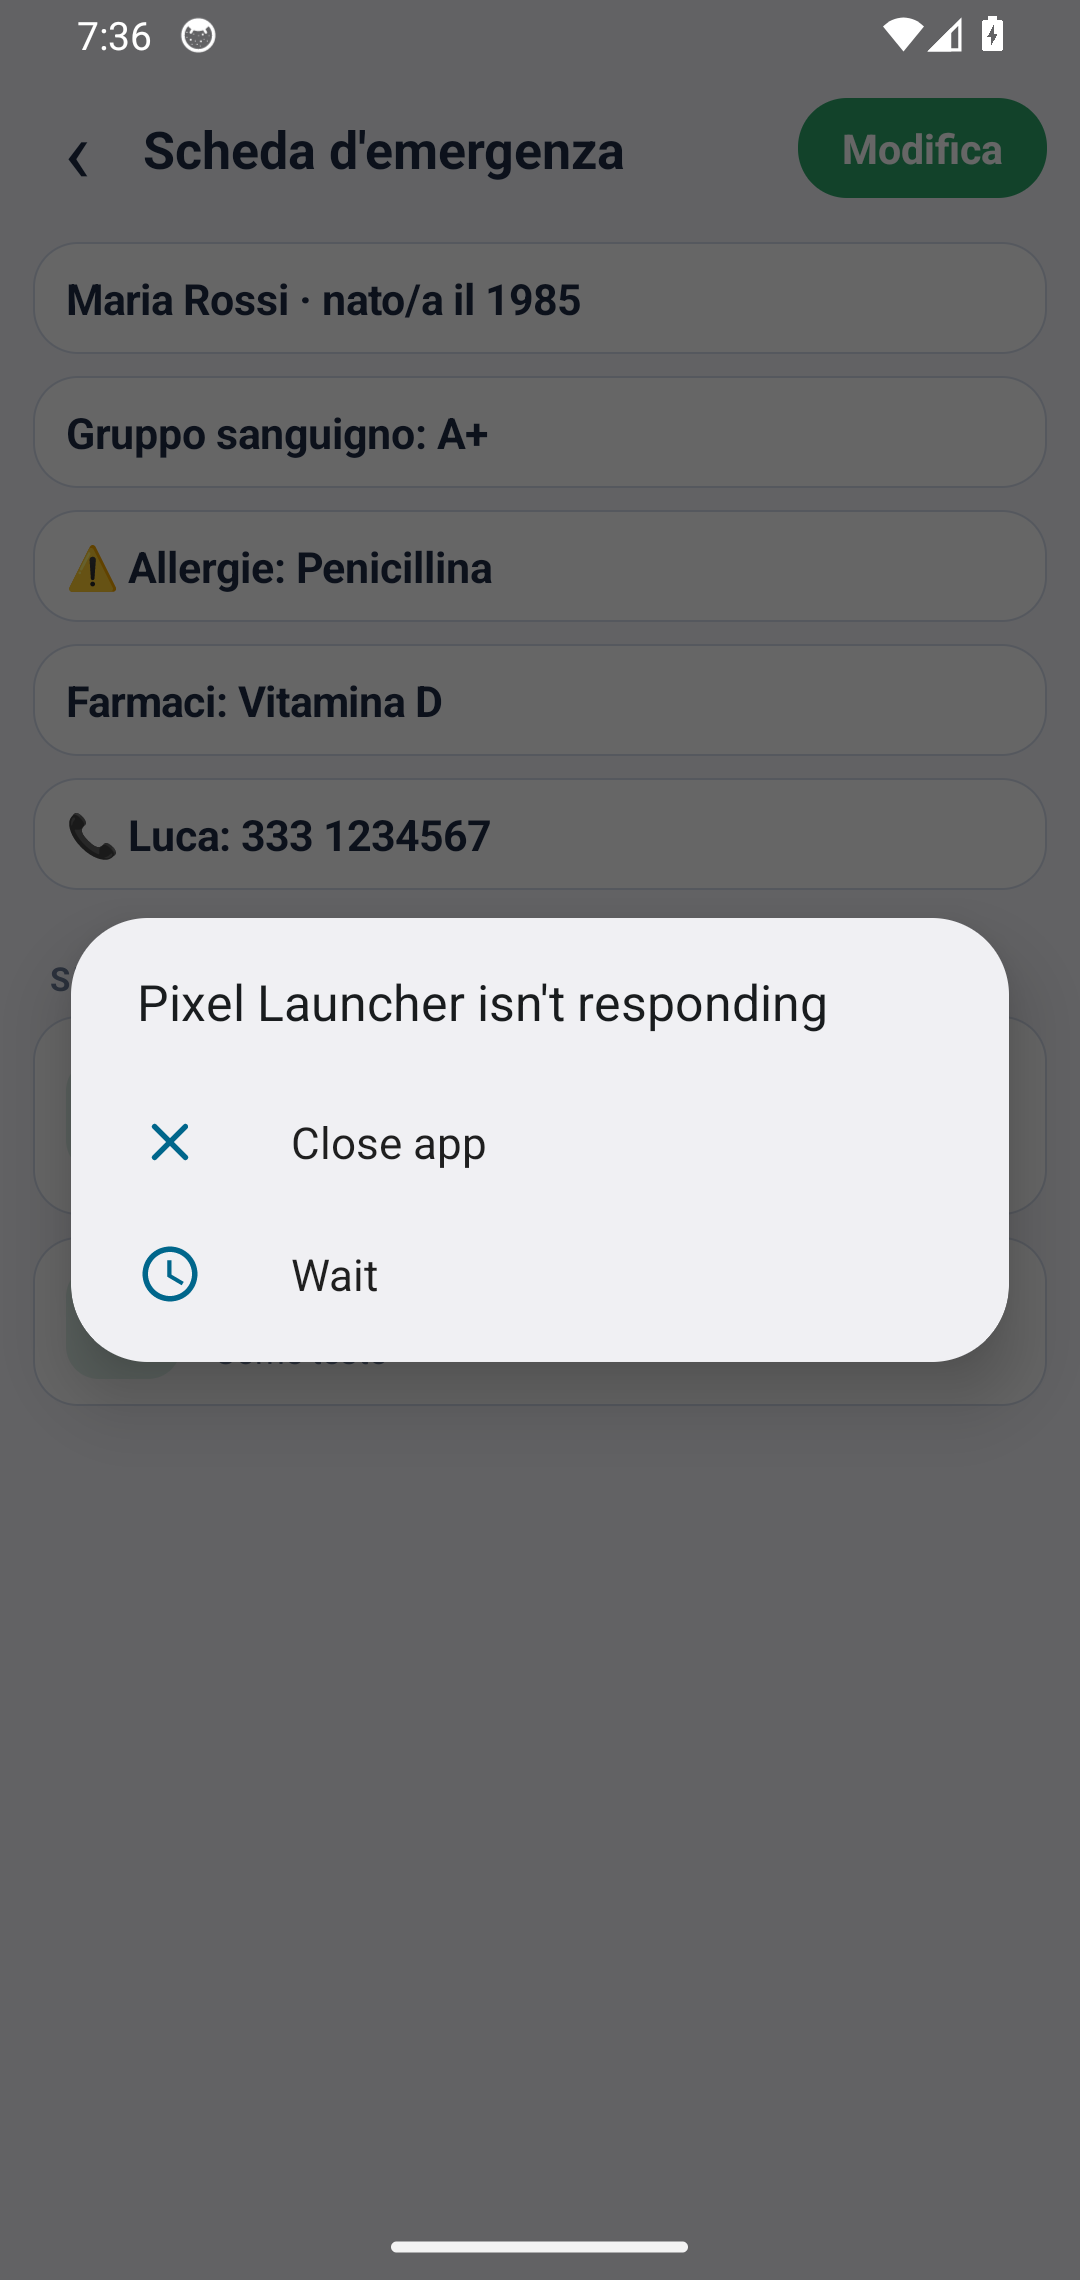 7:36
Scheda d'emergenza
Modifica
Maria Rossi · nato/a il 1985
Gruppo sanguigno: A+
⚠️ Allergie: Penicillina
Farmaci: Vitamina D
📞 Luca: 333 1234567
Pixel Launcher isn't responding
Close app
Wait